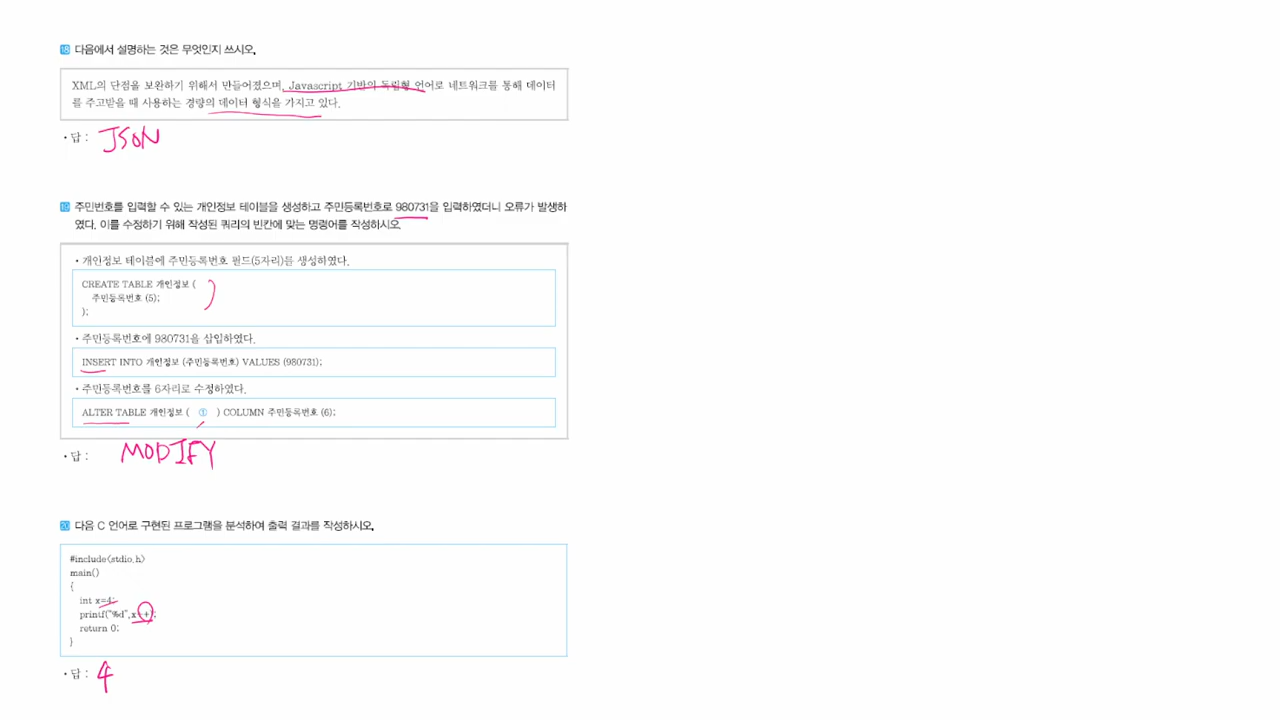 18 다음에서 설명하는 것은 무엇인지 쓰시오.
XML의 단점을 보완하기 위해서 만들어졌으며, Javascript 기반의 독립형 언어로 네트워크를 통해 데이터
를 주고받을 때 사용하는 경량의 데이터 형식을 가지고 있다.
• 답 : JSON
19 주민번호를 입력할 수 있는 개인정보 테이블을 생성하고 주민등록번호로 980731을 입력하였더니 오류가 발생하
였다. 이를 수정하기 위해 작성된 쿼리의 빈칸에 맞는 명령어를 작성하시오.
• 개인정보 테이블에 주민등록번호 필드(5자리)를 생성하였다.
CREATE TABLE 개인정보 (
주민등록번호 (5);
);
• 주민등록번호에 980731을 삽입하였다.
INSERT INTO 개인정보 (주민등록번호) VALUES (980731);
• 주민등록번호를 6자리로 수정하였다.
ALTER TABLE 개인정보 ( ① ) COLUMN 주민등록번호 (6);
• 답 : MODIFY
20 다음 C 언어로 구현된 프로그램을 분석하여 출력 결과를 작성하시오.
#include<stdio.h>
main()
{
int x=4;
printf("%d",x++);
return 0;
}
• 답 : 4